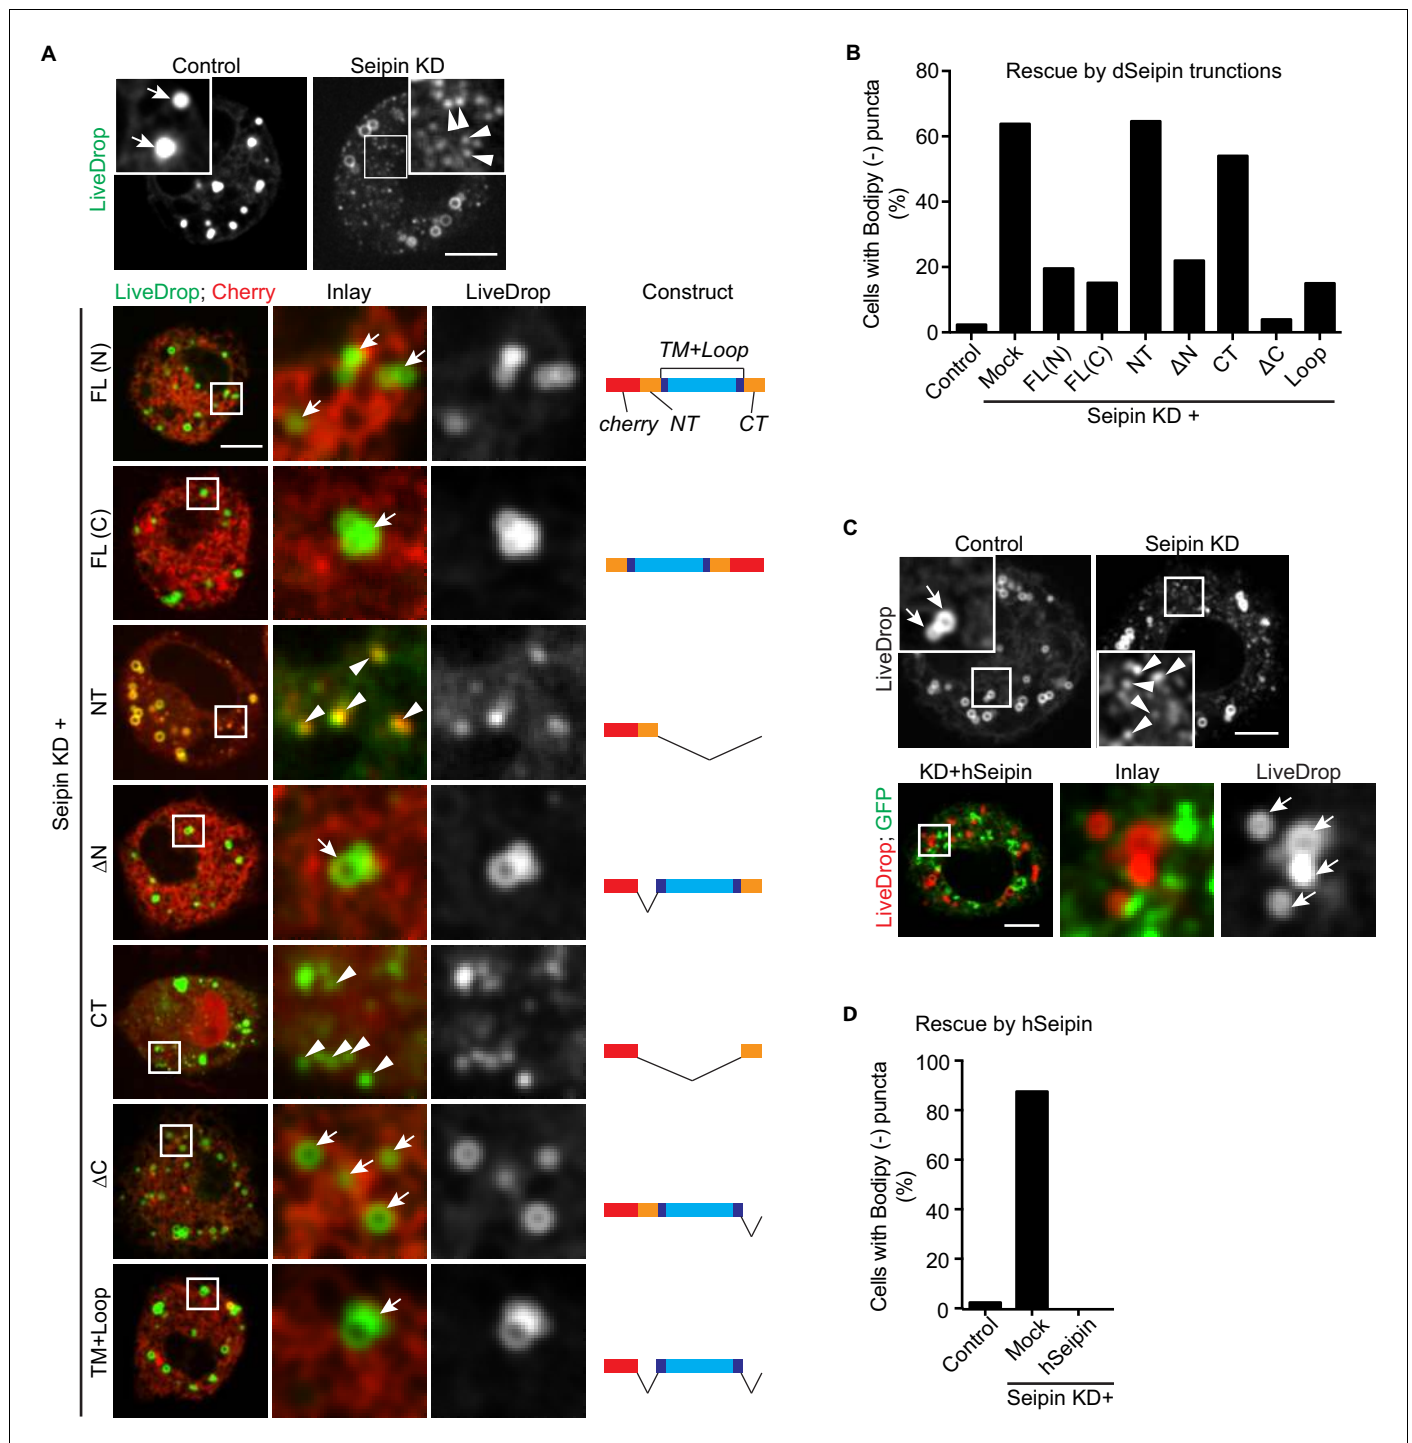 A
Control
Seipin KD
LiveDrop
LiveDrop; Cherry
Inlay
LiveDrop
Construct
Seipin KD +
FL (N)
TM+Loop
cherry NT CT
FL (C)
NT
ΔN
CT
ΔC
TM+Loop
B
Rescue by dSeipin trunctions
Cells with Bodipy (-) puncta
(%)
80
60
40
20
0
Control
Mock
FL(N)
FL(C)
NT
ΔN
CT
ΔC
Loop
Seipin KD +
C
Control
Seipin KD
LiveDrop
KD+hSeipin
Inlay
LiveDrop
LiveDrop; GFP
D
Rescue by hSeipin
Cells with Bodipy (-) puncta
(%)
100
80
60
40
20
0
Control
Mock
hSeipin
Seipin KD+